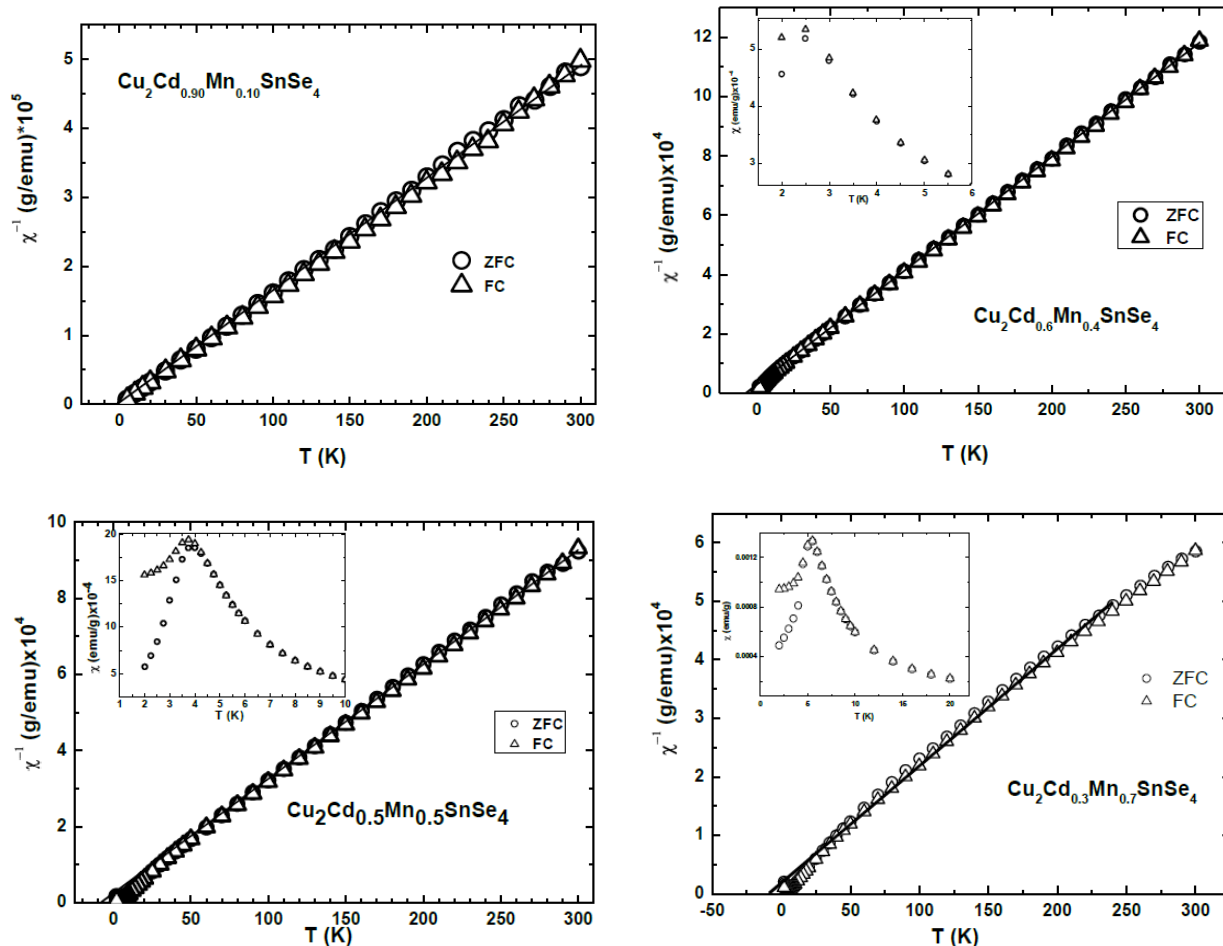 Cu₂Cd₀.₉₀Mn₀.₁₀SnSe₄
χ⁻¹ (g/emu)*10⁵
5
4
3
2
1
0
ZFC
FC
0 50 100 150 200 250 300
T (K)
χ⁻¹ (g/emu)x10⁴
12
10
8
6
4
2
0
χ (emu/g)x10⁻⁴
5
4
3
2 3 4 5 6
T (K)
ZFC
FC
Cu₂Cd₀.₆Mn₀.₄SnSe₄
0 50 100 150 200 250 300
T (K)
χ⁻¹ (g/emu)x10⁴
10
8
6
4
2
0
χ (emu/g)x10⁻⁴
20
15
10
5
1 2 3 4 5 6 7 8 9 10
T (K)
ZFC
FC
Cu₂Cd₀.₅Mn₀.₅SnSe₄
0 50 100 150 200 250 300
T (K)
χ⁻¹ (g/emu)x10⁴
6
5
4
3
2
1
0
χ (emu/g)
0.0012
0.0008
0.0004
0 5 10 15 20
T (K)
ZFC
FC
Cu₂Cd₀.₃Mn₀.₇SnSe₄
-50 0 50 100 150 200 250 300
T (K)